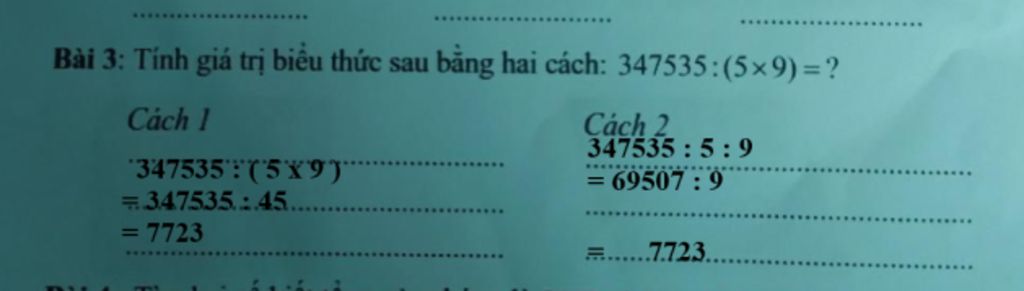 Bài 3: Tính giá trị biểu thức sau bằng hai cách: 347535:(5×9)=?
Cách 1
347535 : ( 5 x 9 )
= 347535 : 45
= 7723
Cách 2
347535 : 5 : 9
= 69507 : 9
= 7723